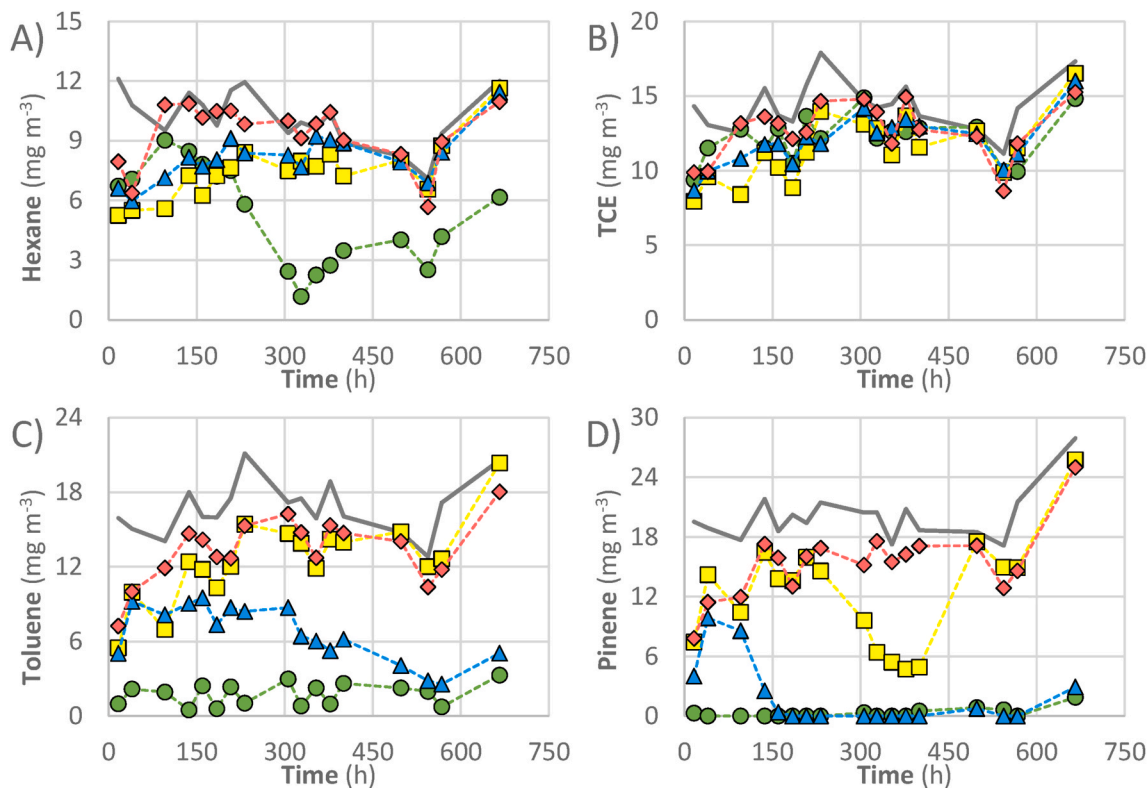 A)
Hexane (mg m⁻³)
15
12
9
6
3
0
0 150 300 450 600 750
Time (h)
B)
TCE (mg m⁻³)
20
15
10
5
0
0 150 300 450 600 750
Time (h)
C)
Toluene (mg m⁻³)
24
18
12
6
0
0 150 300 450 600 750
Time (h)
D)
Pinene (mg m⁻³)
30
24
18
12
6
0
0 150 300 450 600 750
Time (h)